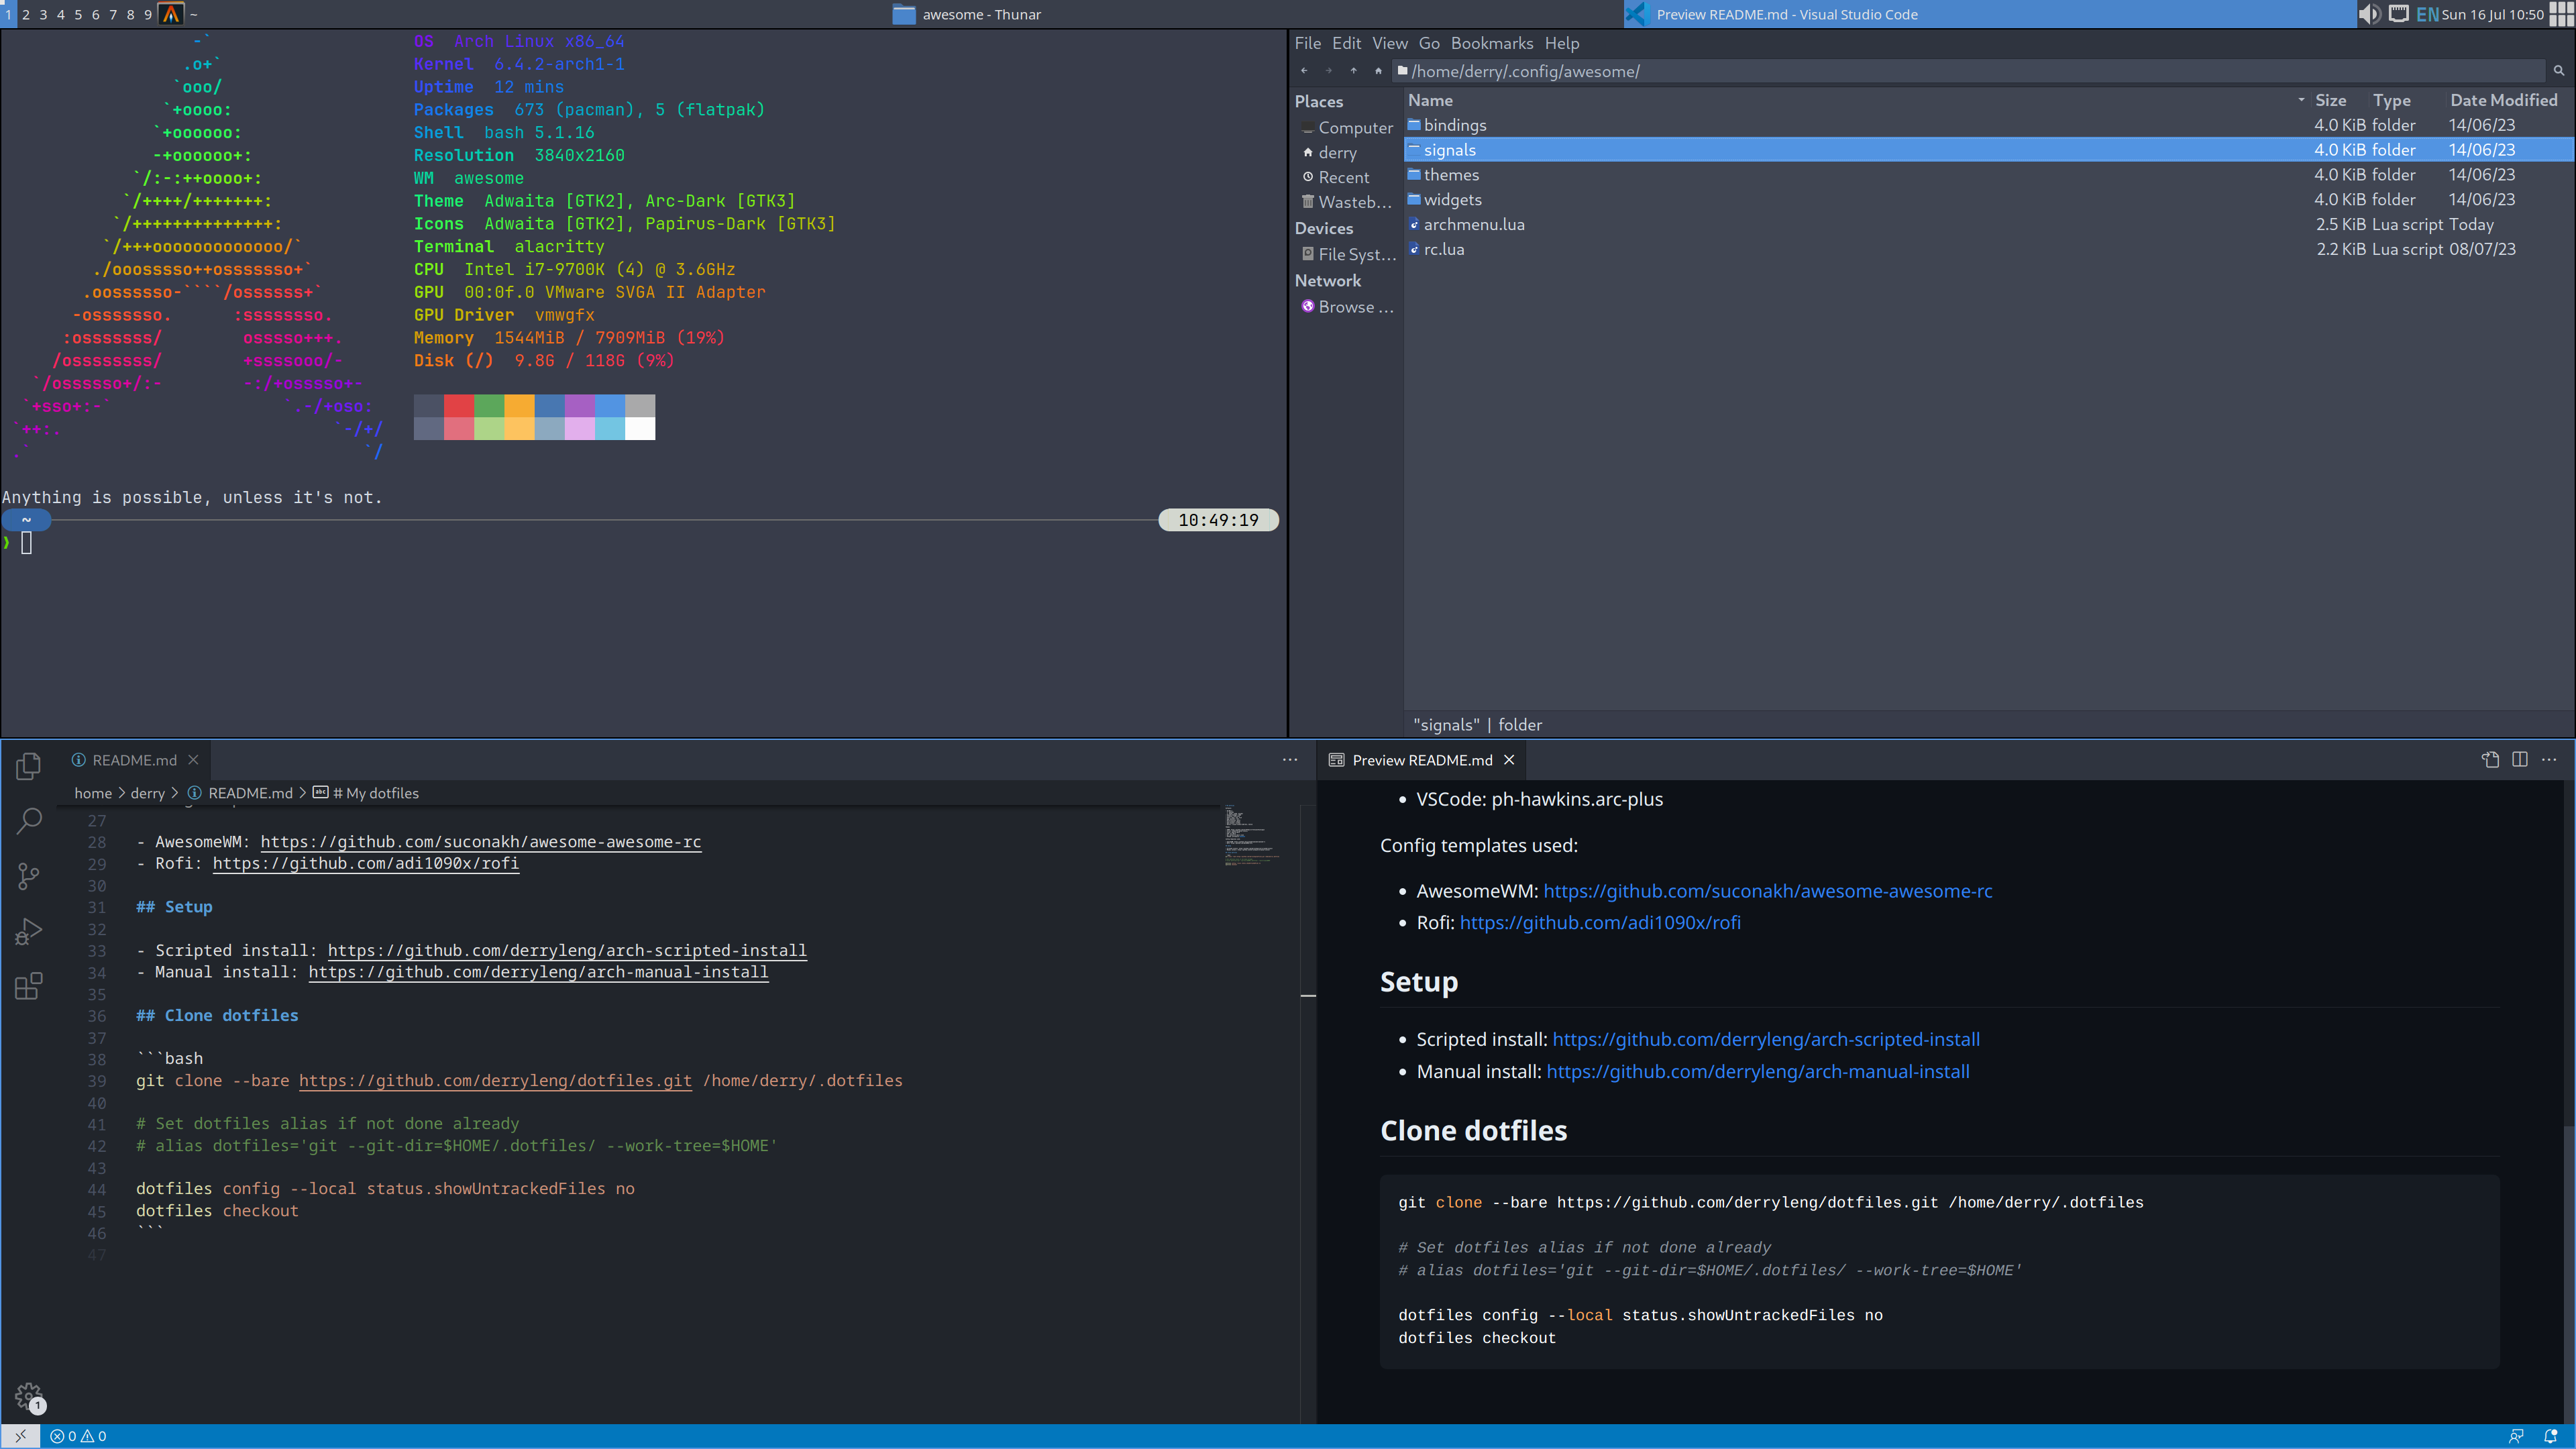 1 2 3 4 5 6 7 8 9 ~
awesome - Thunar
Preview README.md - Visual Studio Code
EN Sun 16 Jul 10:50
-`
.o+`
`ooo/
`+oooo:
`+oooooo:
-+oooooo+:
`/:-:++oooo+:
`/++++/+++++++:
`/++++++++++++++:
`/+++ooooooooooooo/`
./ooosssso++osssssso+`
.oossssso-````/ossssss+`
-osssssso. :ssssssso.
:osssssss/ osssso+++.
/ossssssss/ +ssssooo/-
`/ossssso+/:- -:/+osssso+-
`+sso+:-` `.-/+oso:
`++:. `-/+/
.` `/
OS Arch Linux x86_64
Kernel 6.4.2-arch1-1
Uptime 12 mins
Packages 673 (pacman), 5 (flatpak)
Shell bash 5.1.16
Resolution 3840x2160
WM awesome
Theme Adwaita [GTK2], Arc-Dark [GTK3]
Icons Adwaita [GTK2], Papirus-Dark [GTK3]
Terminal alacritty
CPU Intel i7-9700K (4) @ 3.6GHz
GPU 00:0f.0 VMware SVGA II Adapter
GPU Driver vmwgfx
Memory 1544MiB / 7909MiB (19%)
Disk (/) 9.8G / 118G (9%)
Anything is possible, unless it's not.
~ 10:49:19
❯
File Edit View Go Bookmarks Help
/home/derry/.config/awesome/
Places
Computer
derry
Recent
Wasteb...
Devices
File Syst...
Network
Browse ...
Name Size Type Date Modified
bindings 4.0 KiB folder 14/06/23
signals 4.0 KiB folder 14/06/23
themes 4.0 KiB folder 14/06/23
widgets 4.0 KiB folder 14/06/23
archmenu.lua 2.5 KiB Lua script Today
rc.lua 2.2 KiB Lua script 08/07/23
"signals" | folder
README.md
home > derry > README.md > # My dotfiles
27
28 - AwesomeWM: https://github.com/suconakh/awesome-awesome-rc
29 - Rofi: https://github.com/adi1090x/rofi
30
31 ## Setup
32
33 - Scripted install: https://github.com/derryleng/arch-scripted-install
34 - Manual install: https://github.com/derryleng/arch-manual-install
35
36 ## Clone dotfiles
37
38 ```bash
39 git clone --bare https://github.com/derryleng/dotfiles.git /home/derry/.dotfiles
40
41 # Set dotfiles alias if not done already
42 # alias dotfiles='git --git-dir=$HOME/.dotfiles/ --work-tree=$HOME'
43
44 dotfiles config --local status.showUntrackedFiles no
45 dotfiles checkout
46 ```
47
1
0 0
Preview README.md
• VSCode: ph-hawkins.arc-plus
Config templates used:
• AwesomeWM: https://github.com/suconakh/awesome-awesome-rc
• Rofi: https://github.com/adi1090x/rofi
Setup
• Scripted install: https://github.com/derryleng/arch-scripted-install
• Manual install: https://github.com/derryleng/arch-manual-install
Clone dotfiles
git clone --bare https://github.com/derryleng/dotfiles.git /home/derry/.dotfiles
# Set dotfiles alias if not done already
# alias dotfiles='git --git-dir=$HOME/.dotfiles/ --work-tree=$HOME'
dotfiles config --local status.showUntrackedFiles no
dotfiles checkout